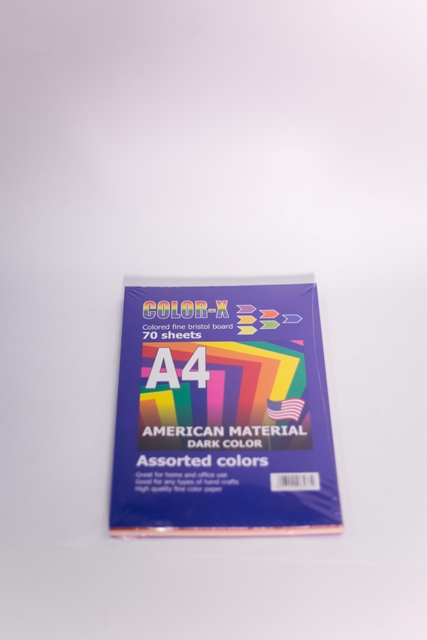 COLOR-X
Colored fine bristol board
70 sheets
A4
AMERICAN MATERIAL
DARK COLOR
Assorted colors
Great for home and office use
Good for any types of hand crafts
High quality fine color paper